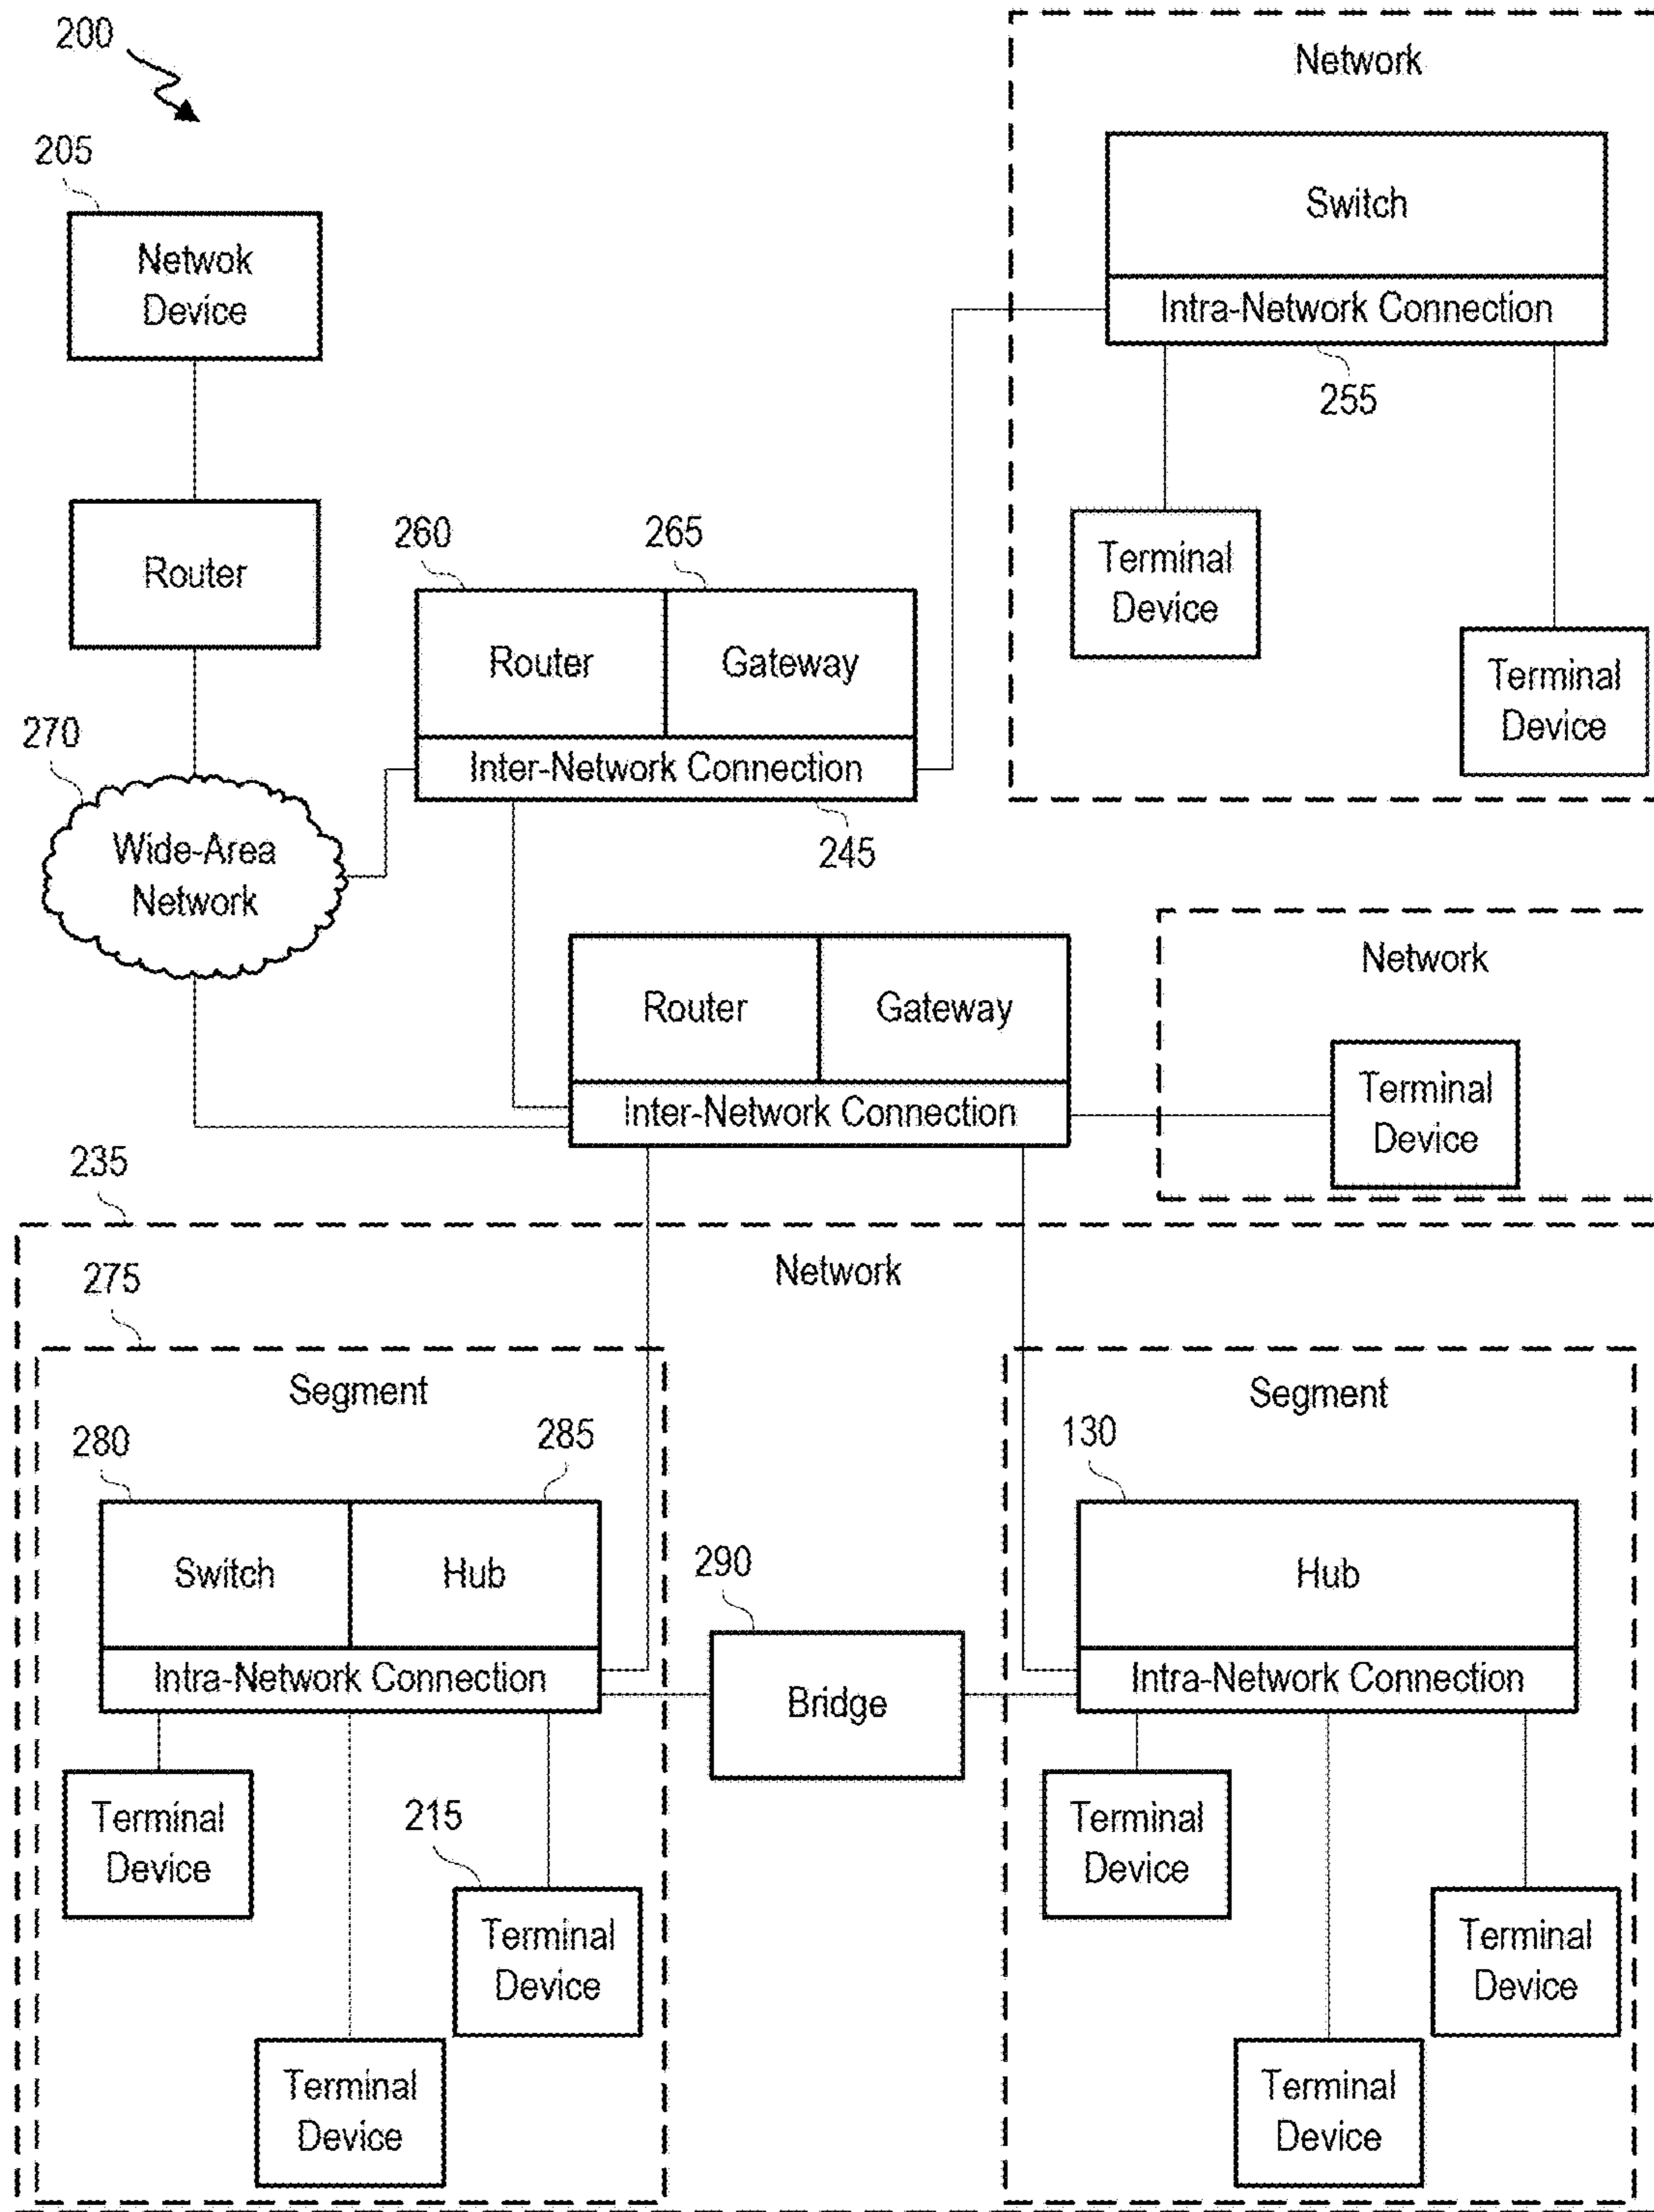 200
205
Netwok
Device
Router
270
Wide-Area
Network
260
265
Router
Gateway
Inter-Network Connection
245
Network
Switch
Intra-Network Connection
255
Terminal
Device
Terminal
Device
Router
Gateway
Inter-Network Connection
Network
Terminal
Device
235
Network
275
Segment
280
285
Switch
Hub
Intra-Network Connection
Terminal
Device
215
Terminal
Device
Terminal
Device
290
Bridge
Segment
130
Hub
Intra-Network Connection
Terminal
Device
Terminal
Device
Terminal
Device